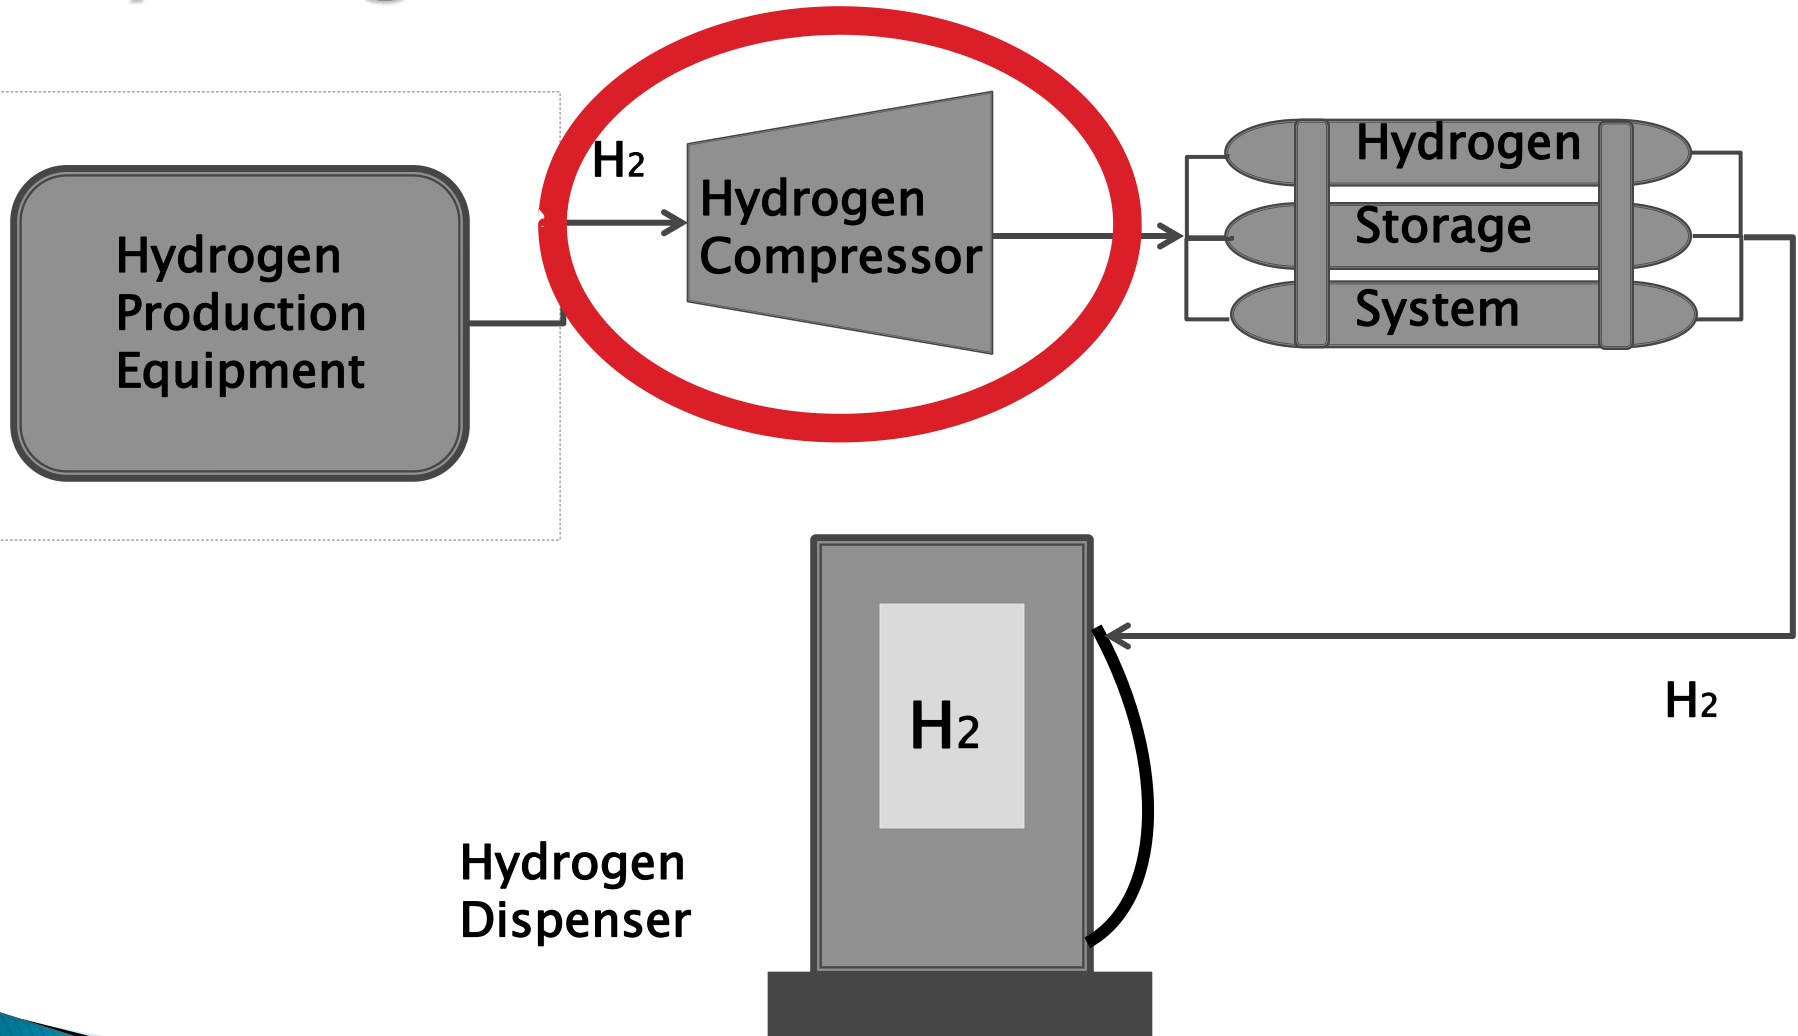 H2
Hydrogen
Production
Equipment
Hydrogen
Compressor
Hydrogen
Storage
System
H2
H2
Hydrogen
Dispenser